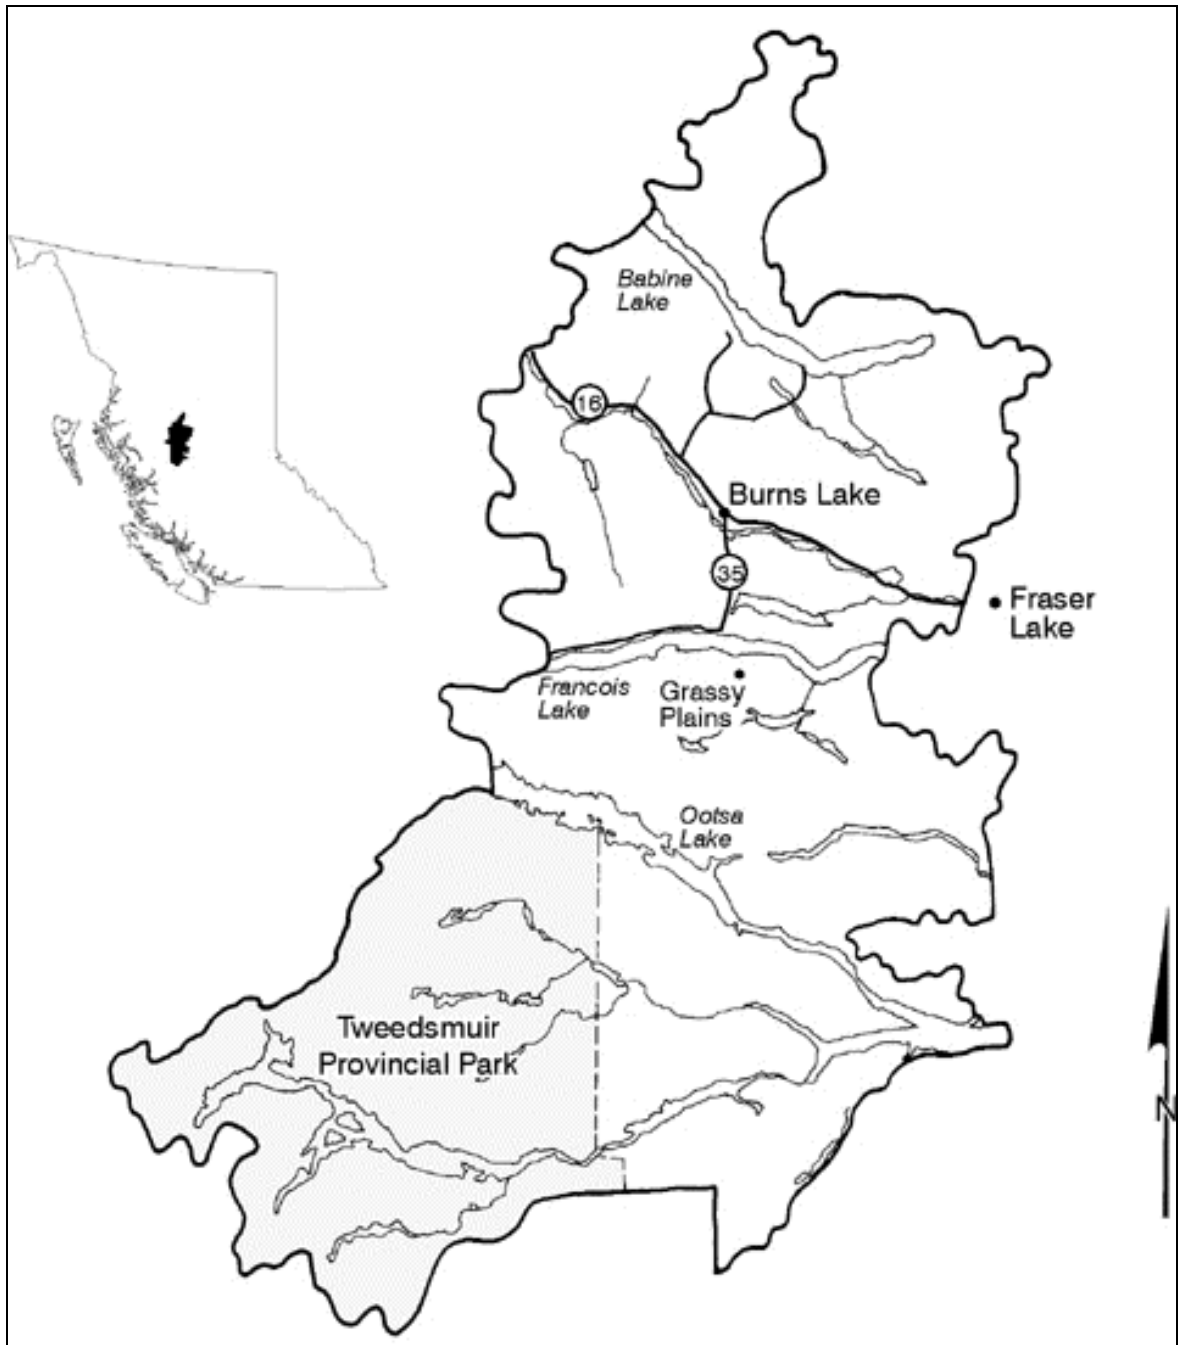 Babine
Lake
16
Burns Lake
35
Fraser
Lake
Francois
Lake
Grassy
Plains
Ootsa
Lake
Tweedsmuir
Provincial Park
N